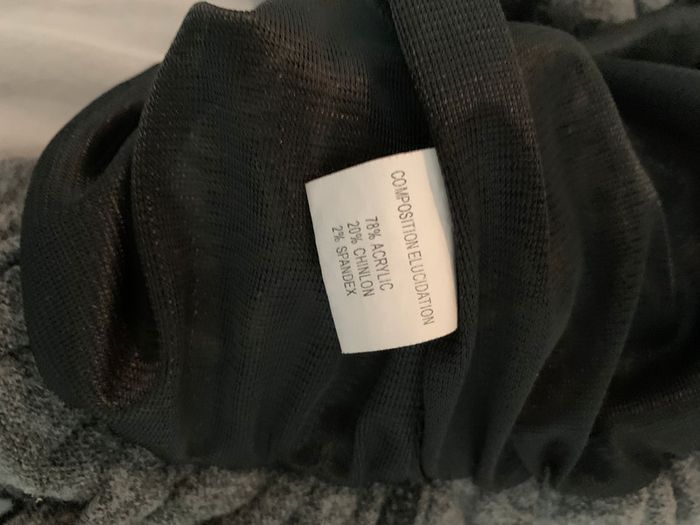 COMPOSITION ELUCIDATION
78% ACRYLIC
20% CHINLON
2% SPANDEX